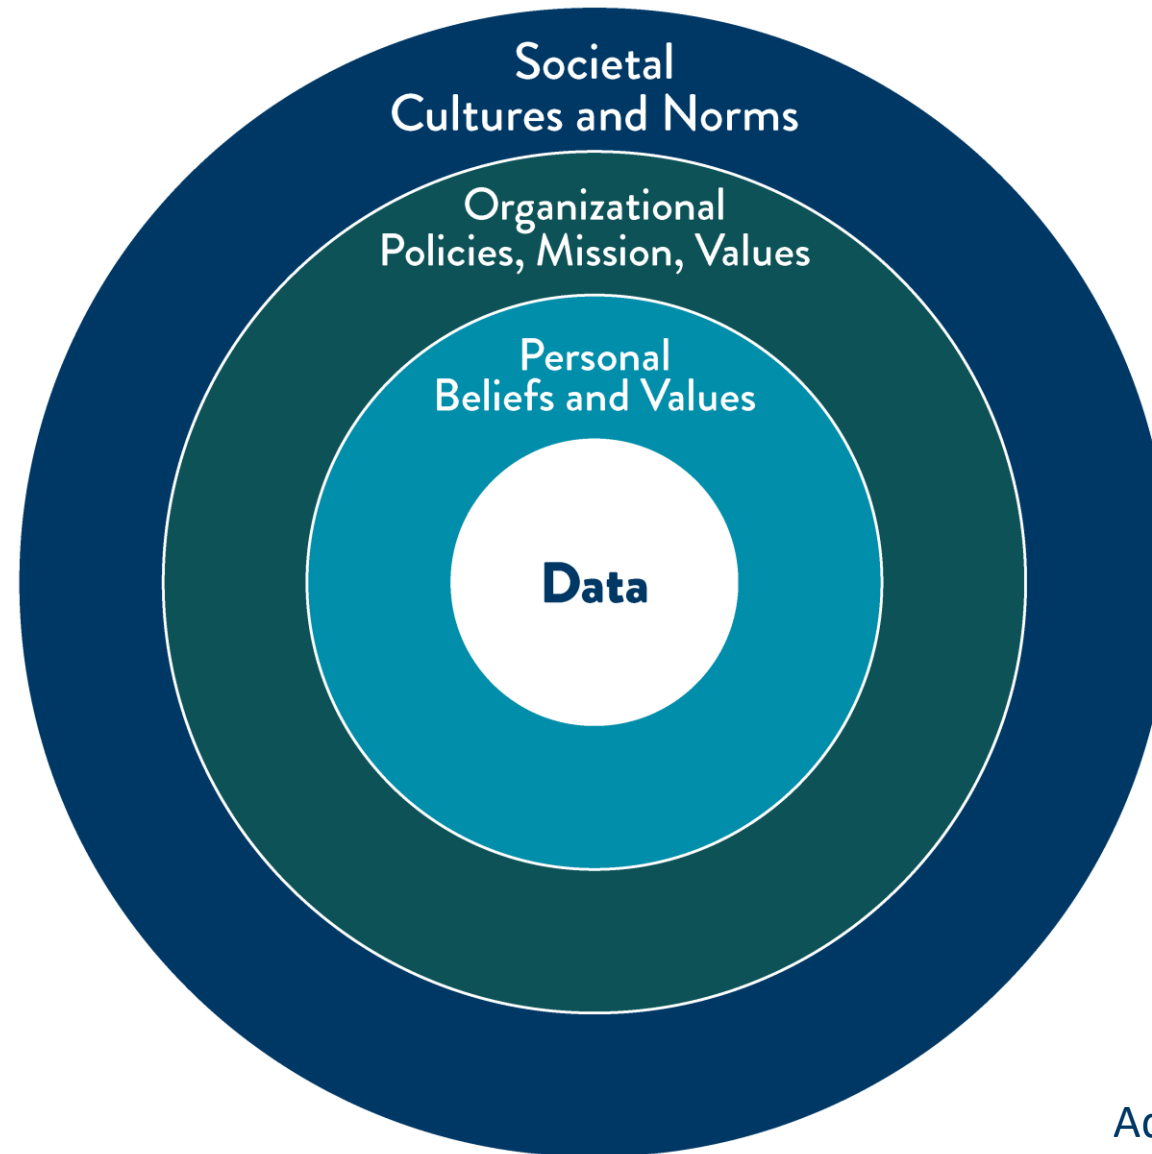 Societal
Cultures and Norms
Organizational
Policies, Mission, Values
Personal
Beliefs and Values
Data